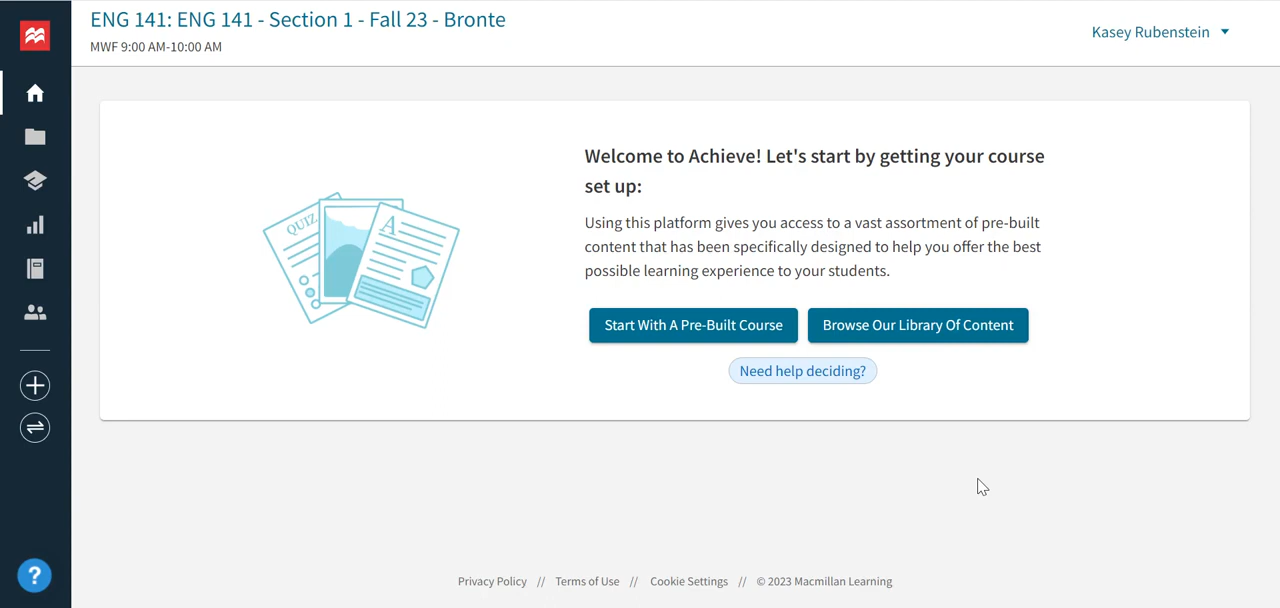 ENG 141: ENG 141 - Section 1 - Fall 23 - Bronte
MWF 9:00 AM-10:00 AM
Kasey Rubenstein
QUIZ
A
Welcome to Achieve! Let's start by getting your course
set up:
Using this platform gives you access to a vast assortment of pre-built
content that has been specifically designed to help you offer the best
possible learning experience to your students.
Start With A Pre-Built Course
Browse Our Library Of Content
Need help deciding?
?
Privacy Policy // Terms of Use // Cookie Settings // © 2023 Macmillan Learning